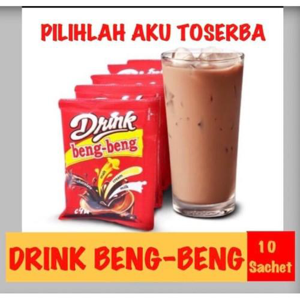 PILIHLAH AKU TOSERBA
Drink
beng-beng
DRINK BENG-BENG
10
Sachet